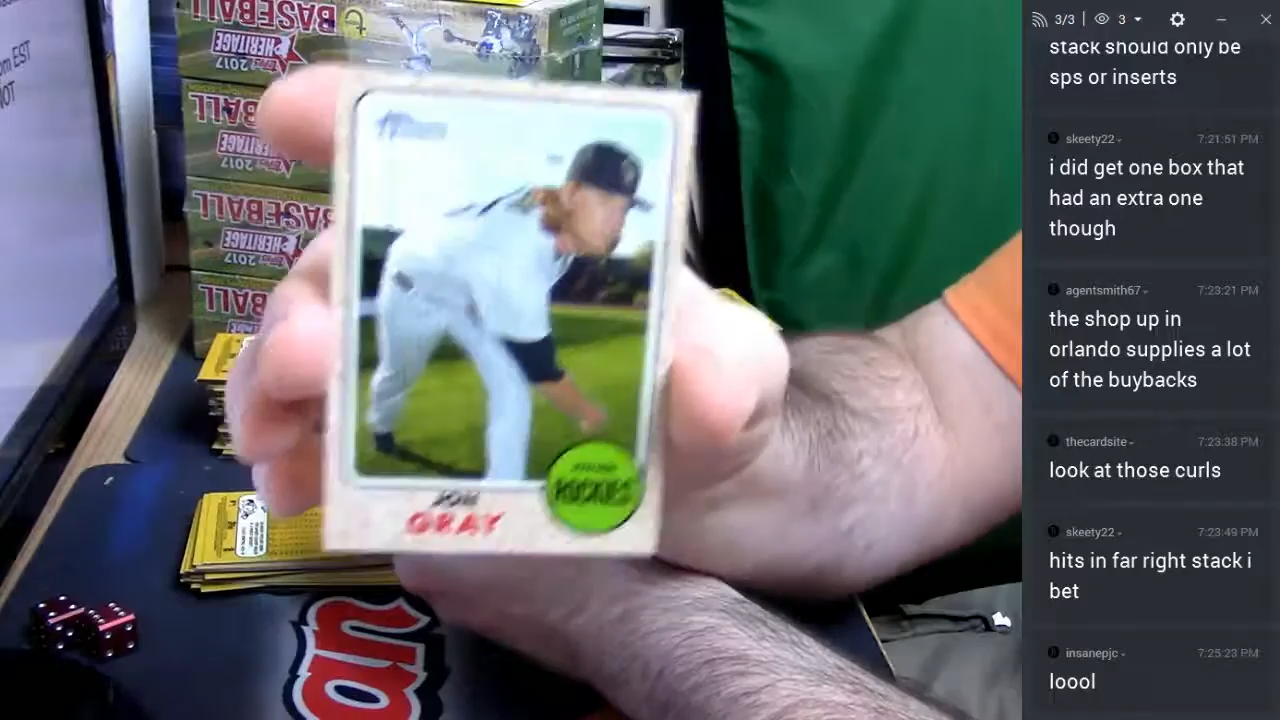 om EST
OT
BASEBALL
HERITAGE
2017
BASEBALL
HERITAGE
2017
BASEBALL
HERITAGE
2017
BALL
JON
GRAY
ROCKIES
3/3
3
stack should only be
sps or inserts
skeety22
7:21:51 PM
i did get one box that
had an extra one
though
agentsmith67
7:23:21 PM
the shop up in
orlando supplies a lot
of the buybacks
thecardsite
7:23:38 PM
look at those curls
skeety22
7:23:49 PM
hits in far right stack i
bet
insanepjc
7:25:23 PM
loool